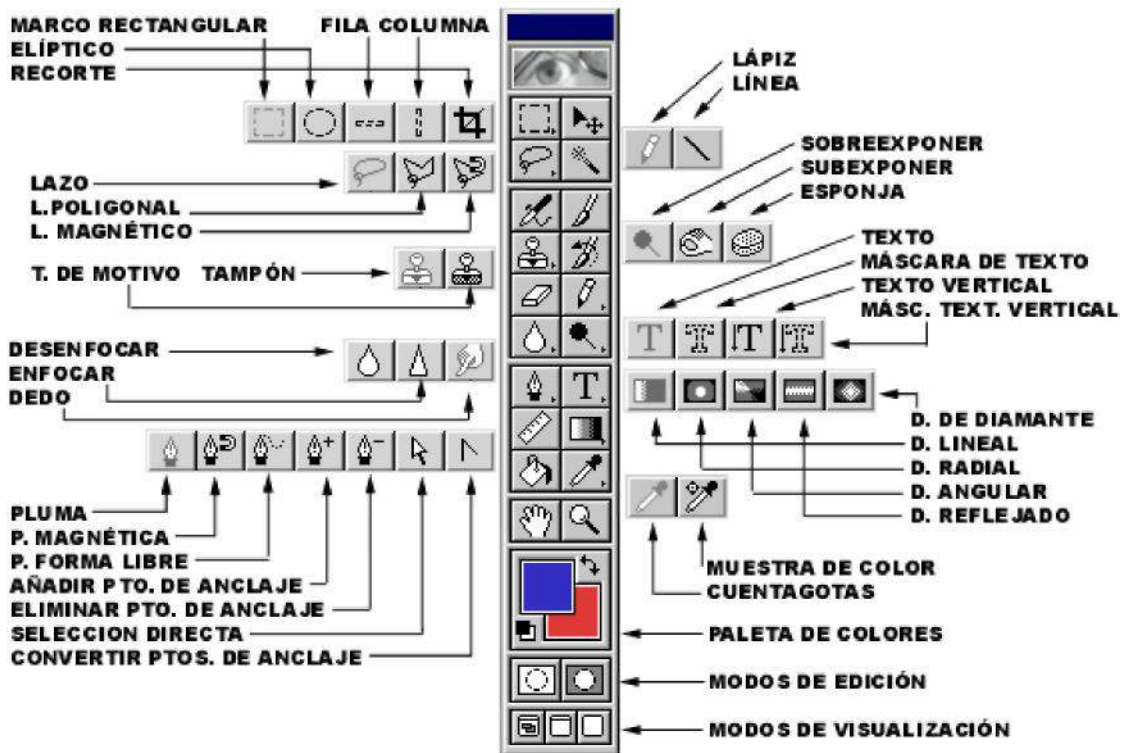 MARCO RECTANGULAR
FILA COLUMNA
ELÍPTICO
RECORTE
LAZO
L.POLIGONAL
L. MAGNÉTICO
T. DE MOTIVO TAMPÓN
DESENFOCAR
ENFOCAR
DEDO
PLUMA
P. MAGNÉTICA
P. FORMA LIBRE
AÑADIR PTO. DE ANCLAJE
ELIMINAR PTO. DE ANCLAJE
SELECCION DIRECTA
CONVERTIR PTOS. DE ANCLAJE
LÁPIZ
LÍNEA
SOBREEXPONER
SUBEXPONER
ESPONJA
TEXTO
MÁSCARA DE TEXTO
TEXTO VERTICAL
MÁSC. TEXT. VERTICAL
D. DE DIAMANTE
D. LINEAL
D. RADIAL
D. ANGULAR
D. REFLEJADO
MUESTRA DE COLOR
CUENTAGOTAS
PALETA DE COLORES
MODOS DE EDICIÓN
MODOS DE VISUALIZACIÓN